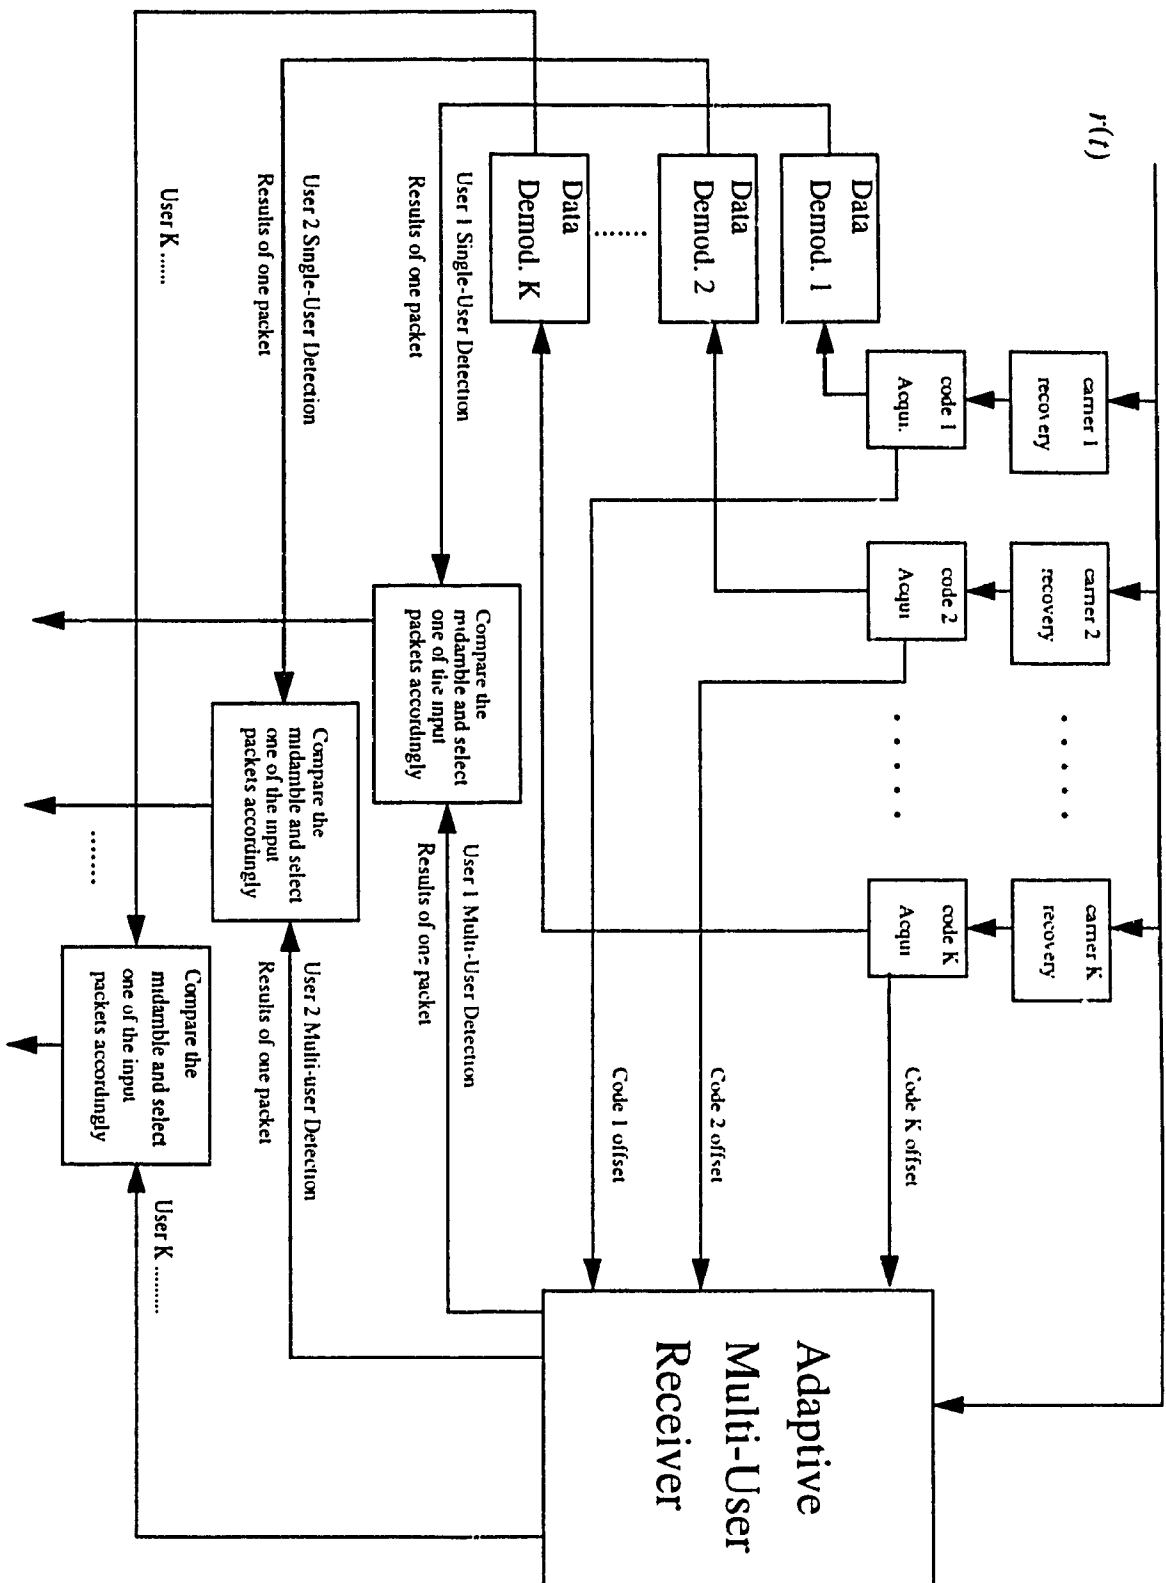 r(t)
carrier 1
recovery
carrier 2
recovery
. . . . .
carrier K
recovery
code 1
Acqui.
code 2
Acqui
. . . . .
code K
Acqui
Data
Demod. 1
Data
Demod. 2
.......
Data
Demod. K
Code K offset
Code 2 offset
Code 1 offset
Adaptive
Multi-User
Receiver
User 1 Single-User Detection
Results of one packet
Compare the
midamble and select
one of the input
packets accordingly
User 1 Multi-User Detection
Results of one packet
User 2 Single-User Detection
Results of one packet
Compare the
midamble and select
one of the input
packets accordingly
User 2 Multi-user Detection
Results of one packet
User K ......
.......
Compare the
midamble and select
one of the input
packets accordingly
User K .........